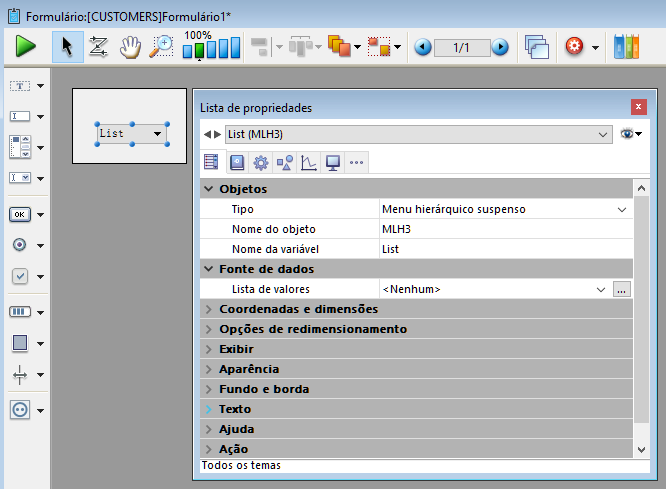 Formulário:[CUSTOMERS]Formulário1*
100%
1/1
T
OK
List
Lista de propriedades
List (MLH3)
Objetos
Tipo Menu hierárquico suspenso
Nome do objeto MLH3
Nome da variável List
Fonte de dados
Lista de valores <Nenhum> ...
Coordenadas e dimensões
Opções de redimensionamento
Exibir
Aparência
Fundo e borda
Texto
Ajuda
Ação
Todos os temas